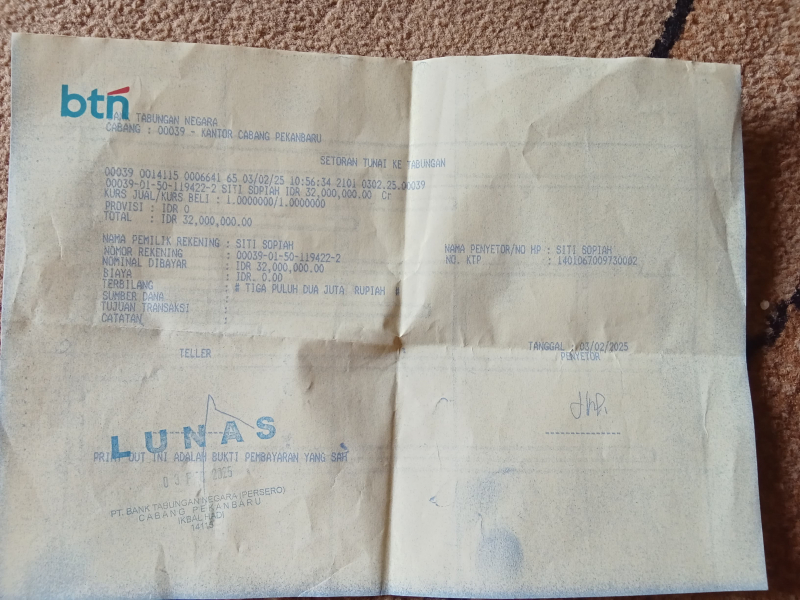 btn
BANK TABUNGAN NEGARA
CABANG : 00039 - KANTOR CABANG PEKANBARU
SETORAN TUNAI KE TABUNGAN
00039 0014115 0006641 65 03/02/25 10:56:34 2101 0302.25.00039
00039-01-50-119422-2 SITI SOPIAH IDR 32,000,000.00 Cr
KURS JUAL/KURS BELI : 1.0000000/1.0000000
PROVISI : IDR 0
TOTAL : IDR 32,000,000.00
NAMA PEMILIK REKENING : SITI SOPIAH
NOMOR REKENING : 00039-01-50-119422-2
NOMINAL DIBAYAR : IDR 32,000,000.00
BIAYA : IDR. 0.00
TERBILANG : # TIGA PULUH DUA JUTA RUPIAH #
SUMBER DANA :
TUJUAN TRANSAKSI :
CATATAN :
NAMA PENYETOR/NO HP : SITI SOPIAH
NO. KTP : 1401067009730002
TANGGAL : 03/02/2025
TELLER
PENYETOR
LUNAS
PRINT OUT INI ADALAH BUKTI PEMBAYARAN YANG SAH
2025
PT. BANK TABUNGAN NEGARA (PERSERO)
CABANG PEKANBARU
IKBAL HADI
14115